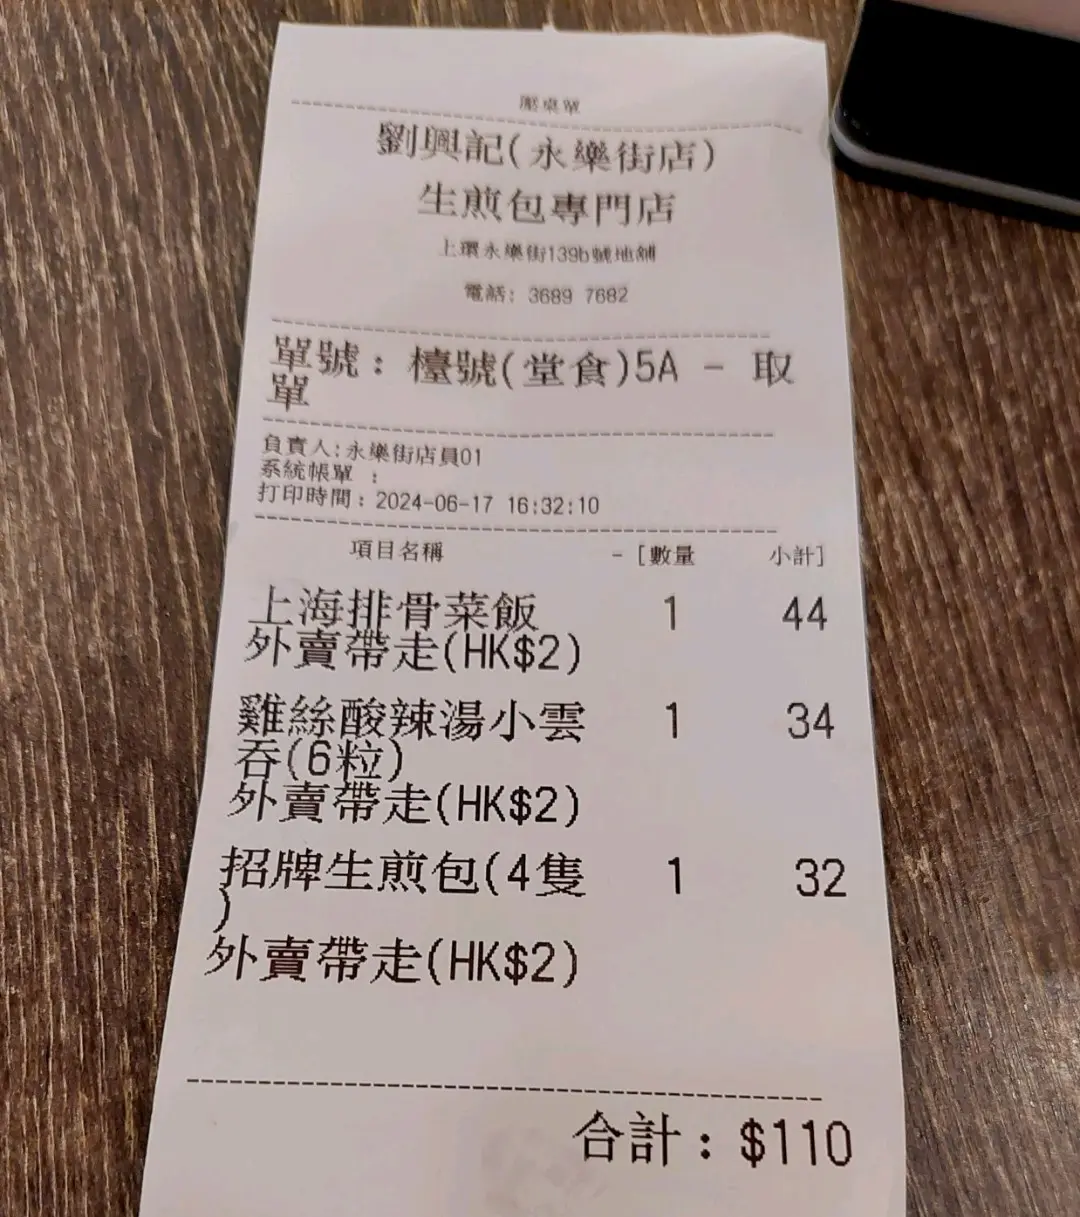 壓桌單
劉興記(永樂街店)
生煎包專門店
上環永樂街139b號地舖
電話: 3689 7682
單號: 檯號(堂食)5A - 取
單
負責人:永樂街店員01
系統帳單 :
打印時間: 2024-06-17 16:32:10
項目名稱 - [數量 小計]
上海排骨菜飯 1 44
外賣帶走(HK$2)
雞絲酸辣湯小雲 1 34
吞(6粒)
外賣帶走(HK$2)
招牌生煎包(4隻 1 32
)
外賣帶走(HK$2)
合計: $110